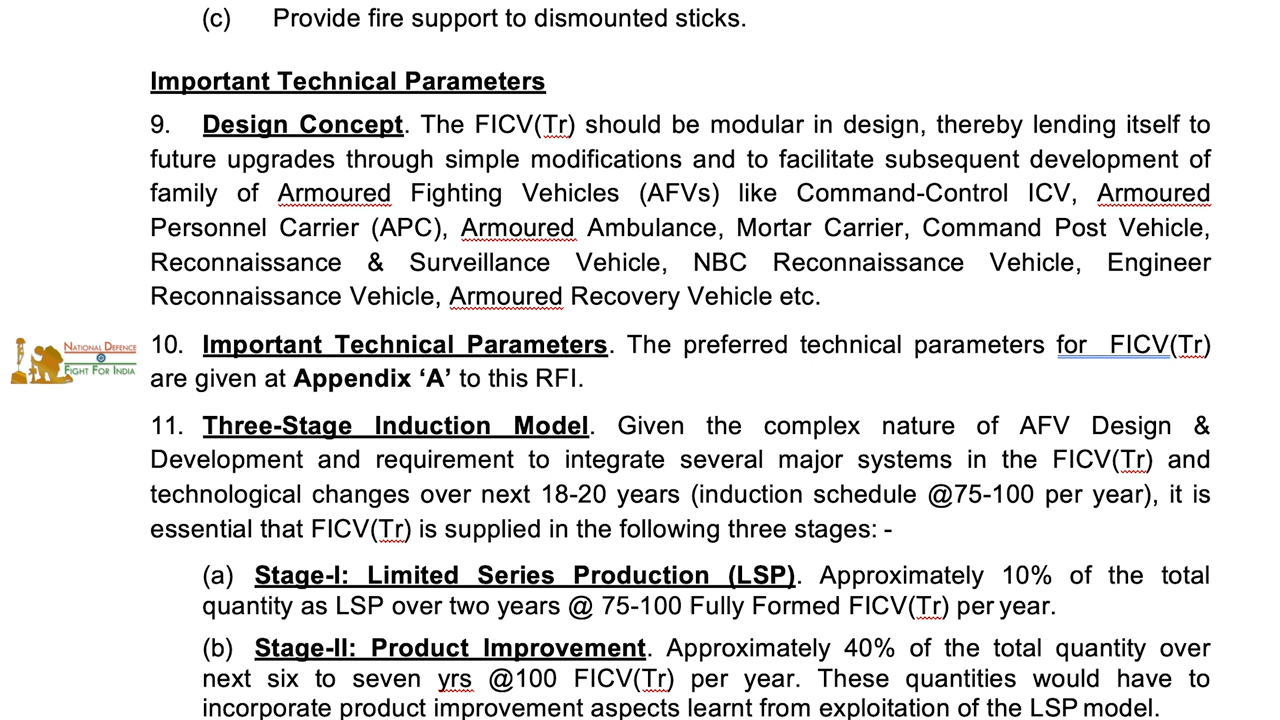 (c) Provide fire support to dismounted sticks.
Important Technical Parameters
9. Design Concept. The FICV(Tr) should be modular in design, thereby lending itself to
future upgrades through simple modifications and to facilitate subsequent development of
family of Armoured Fighting Vehicles (AFVs) like Command-Control ICV, Armoured
Personnel Carrier (APC), Armoured Ambulance, Mortar Carrier, Command Post Vehicle,
Reconnaissance & Surveillance Vehicle, NBC Reconnaissance Vehicle, Engineer
Reconnaissance Vehicle, Armoured Recovery Vehicle etc.
NATIONAL DEFENCE
FIGHT FOR INDIA
10. Important Technical Parameters. The preferred technical parameters for FICV(Tr)
are given at Appendix ‘A’ to this RFI.
11. Three-Stage Induction Model. Given the complex nature of AFV Design &
Development and requirement to integrate several major systems in the FICV(Tr) and
technological changes over next 18-20 years (induction schedule @75-100 per year), it is
essential that FICV(Tr) is supplied in the following three stages: -
(a) Stage-I: Limited Series Production (LSP). Approximately 10% of the total
quantity as LSP over two years @ 75-100 Fully Formed FICV(Tr) per year.
(b) Stage-II: Product Improvement. Approximately 40% of the total quantity over
next six to seven yrs @100 FICV(Tr) per year. These quantities would have to
incorporate product improvement aspects learnt from exploitation of the LSP model.